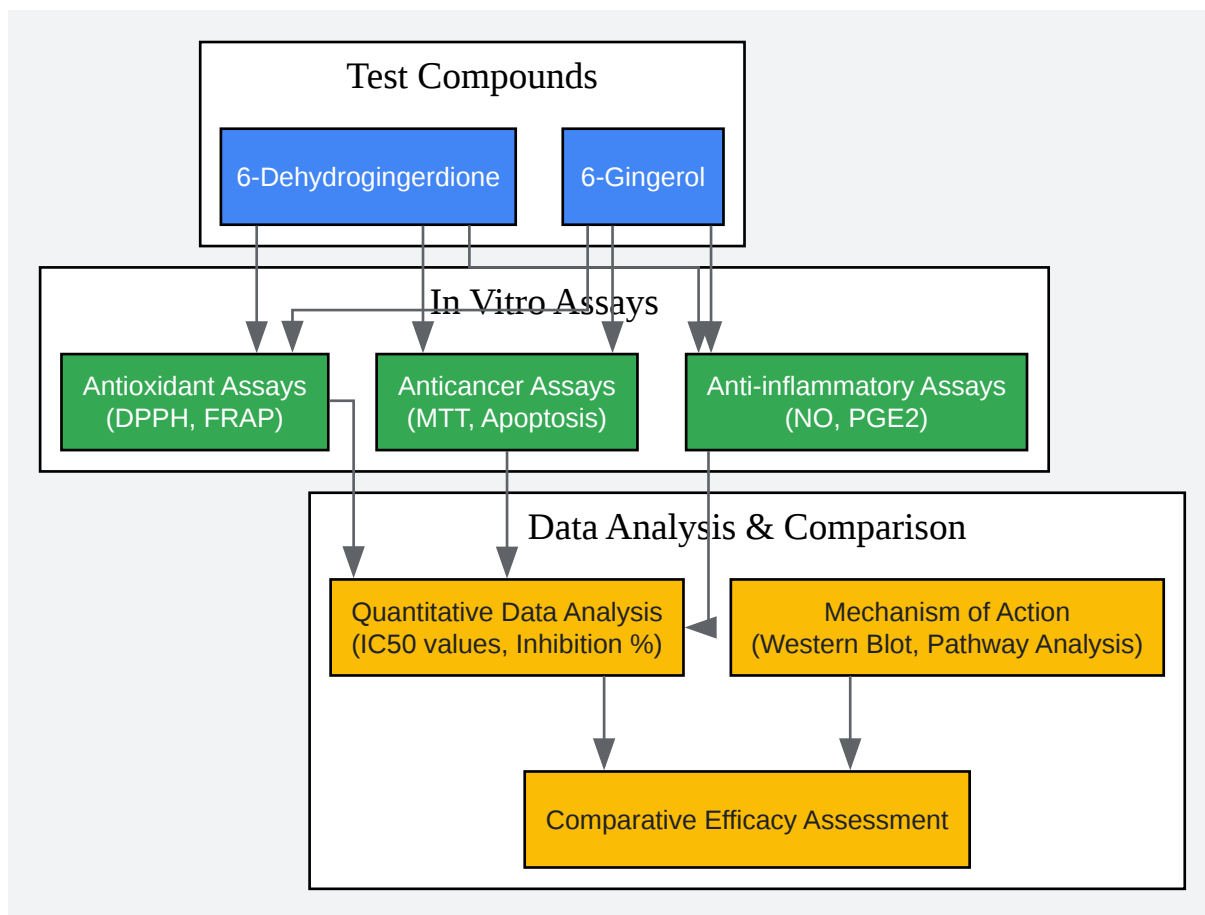 Test Compounds
6-Dehydrogingerdione
6-Gingerol
In Vitro Assays
Antioxidant Assays
(DPPH, FRAP)
Anticancer Assays
(MTT, Apoptosis)
Anti-inflammatory Assays
(NO, PGE2)
Data Analysis & Comparison
Quantitative Data Analysis
(IC50 values, Inhibition %)
Mechanism of Action
(Western Blot, Pathway Analysis)
Comparative Efficacy Assessment